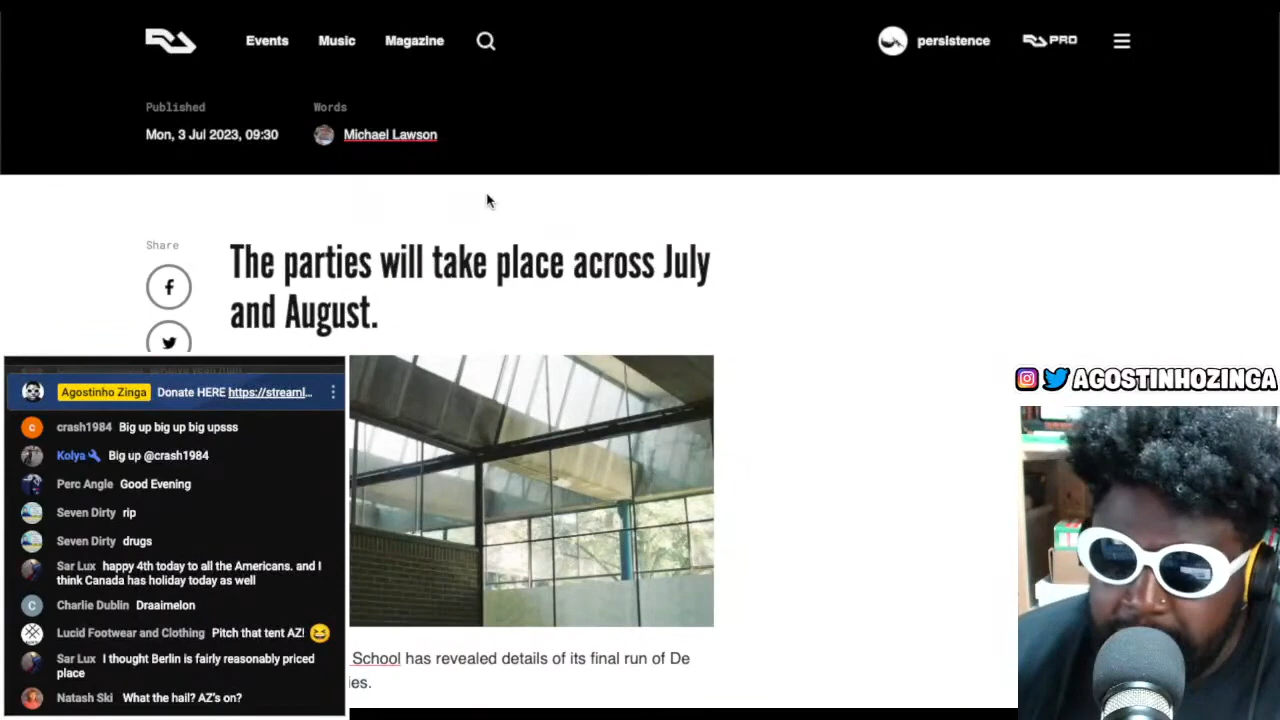 Events Music Magazine
persistence
PRO
Published
Words
Mon, 3 Jul 2023, 09:30
Michael Lawson
Share
The parties will take place across July
and August.
School has revealed details of its final run of De
ies.
Agostinho Zinga Donate HERE https://streaml...
crash1984 Big up big up big upsss
Kolya Big up @crash1984
Perc Angle Good Evening
Seven Dirty rip
Seven Dirty drugs
Sar Lux happy 4th today to all the Americans. and I
think Canada has holiday today as well
Charlie Dublin Draaimelon
Lucid Footwear and Clothing Pitch that tent AZ!
Sar Lux I thought Berlin is fairly reasonably priced
place
Natash Ski What the hail? AZ's on?
AGOSTINHOZINGA